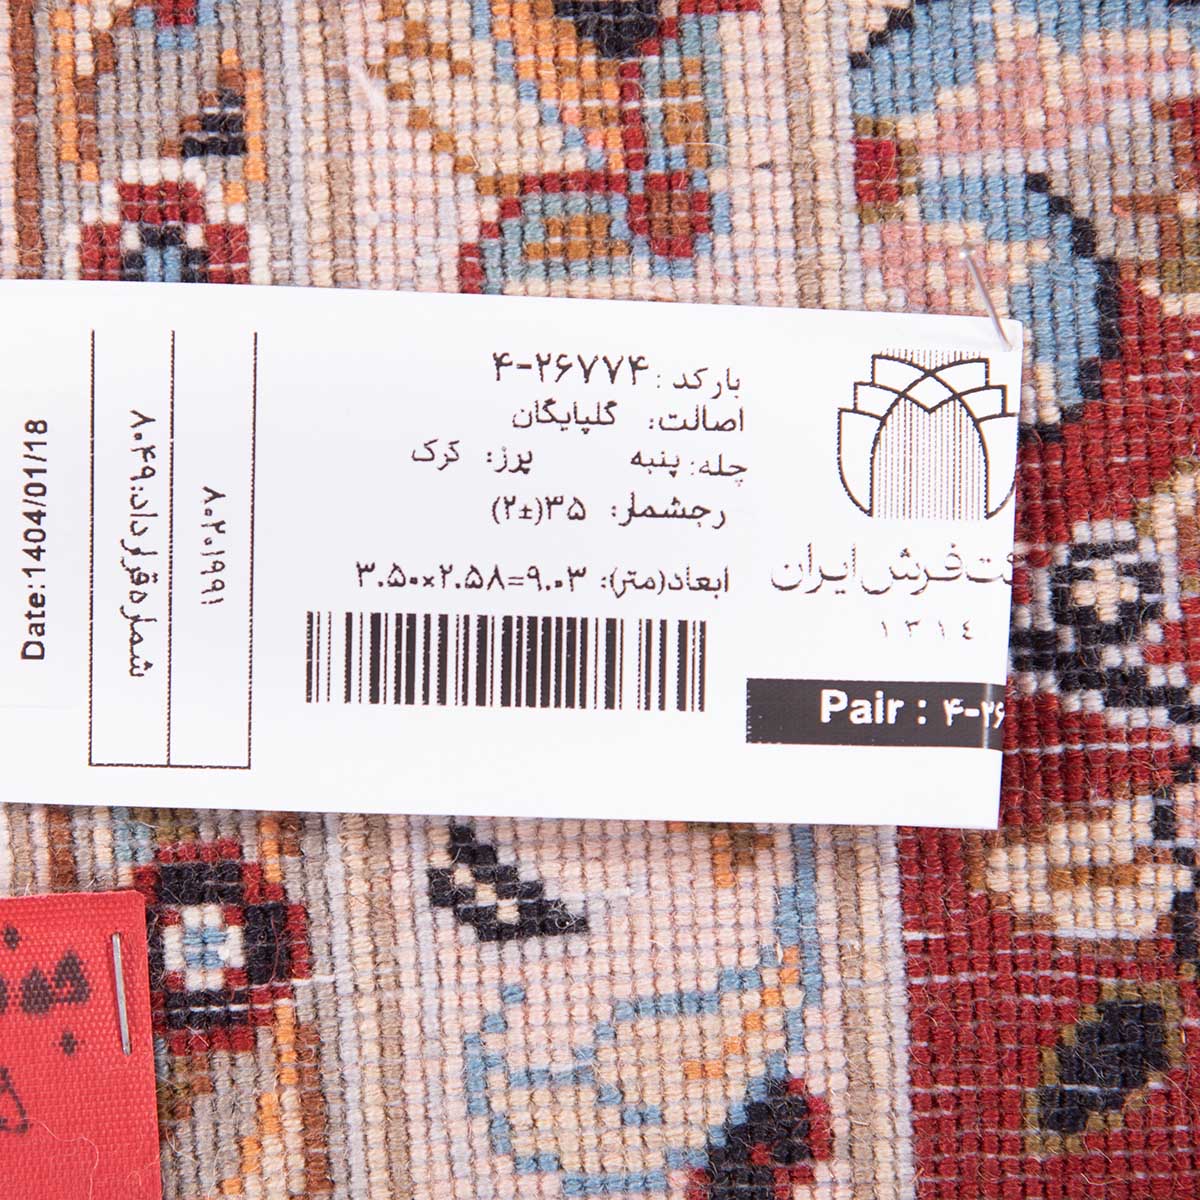 بارکد: ۴-۲۶۷۷۴
اصالت: گلپایگان
چله: پنبه پرز: کرک
رجشمار: ۳۵(±۲)
ابعاد(متر): ۳.۵۰×۲.۵۸=۹.۰۳
فرش ایران
۱۳۱۴
Pair : ۴-۲۶
۸۰۲۰۱۹۹۱
شماره قرارداد: ۸۰۴۹
Date:1404/01/18